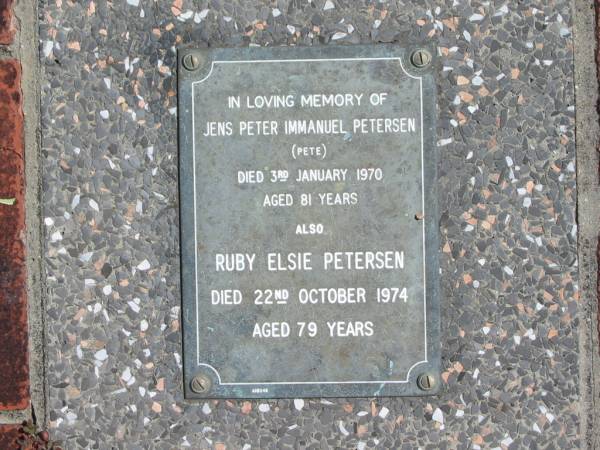 IN LOVING MEMORY OF
JENS PETER IMMANUEL PETERSEN
(PETE)
DIED 3RD JANUARY 1970
AGED 81 YEARS
ALSO
RUBY ELSIE PETERSEN
DIED 22ND OCTOBER 1974
AGED 79 YEARS